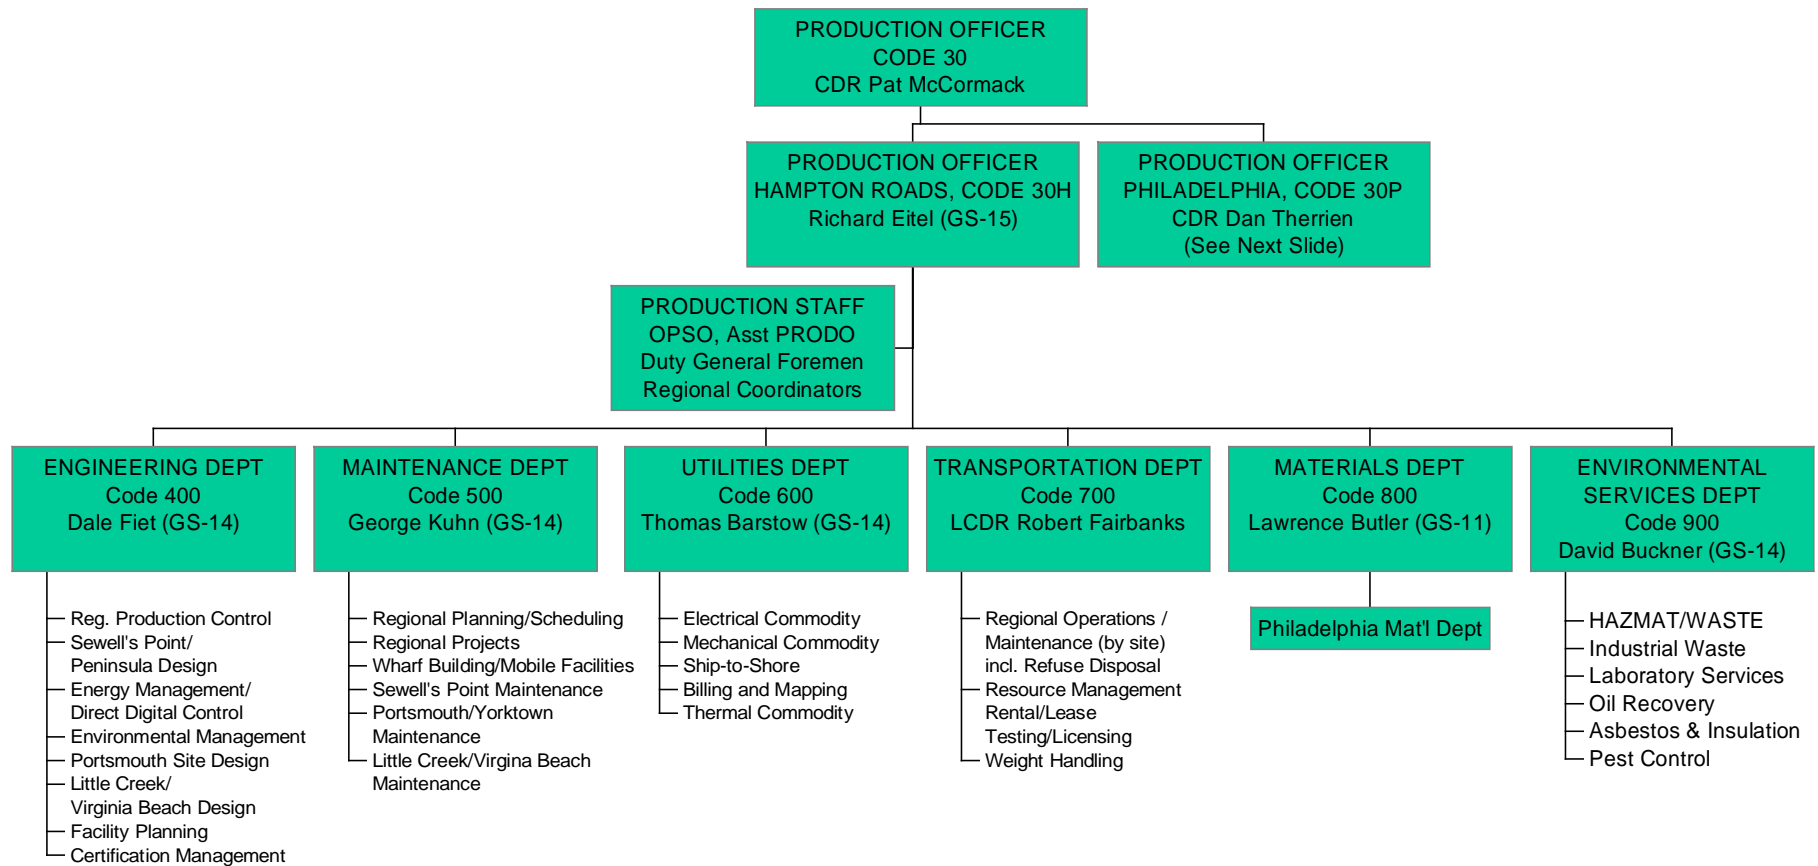 PRODUCTION OFFICER
CODE 30
CDR Pat McCormack
PRODUCTION OFFICER
HAMPTON ROADS, CODE 30H
Richard Eitel (GS-15)
PRODUCTION OFFICER
PHILADELPHIA, CODE 30P
CDR Dan Therrien
(See Next Slide)
PRODUCTION STAFF
OPSO, Asst PRODO
Duty General Foremen
Regional Coordinators
ENGINEERING DEPT
Code 400
Dale Fiet (GS-14)
Reg. Production Control
Sewell's Point/
Peninsula Design
Energy Management/
Direct Digital Control
Environmental Management
Portsmouth Site Design
Little Creek/
Virginia Beach Design
Facility Planning
Certification Management
MAINTENANCE DEPT
Code 500
George Kuhn (GS-14)
Regional Planning/Scheduling
Regional Projects
Wharf Building/Mobile Facilities
Sewell's Point Maintenance
Portsmouth/Yorktown
Maintenance
Little Creek/Virgina Beach
Maintenance
UTILITIES DEPT
Code 600
Thomas Barstow (GS-14)
Electrical Commodity
Mechanical Commodity
Ship-to-Shore
Billing and Mapping
Thermal Commodity
TRANSPORTATION DEPT
Code 700
LCDR Robert Fairbanks
Regional Operations /
Maintenance (by site)
incl. Refuse Disposal
Resource Management
Rental/Lease
Testing/Licensing
Weight Handling
MATERIALS DEPT
Code 800
Lawrence Butler (GS-11)
Philadelphia Mat'l Dept
ENVIRONMENTAL
SERVICES DEPT
Code 900
David Buckner (GS-14)
HAZMAT/WASTE
Industrial Waste
Laboratory Services
Oil Recovery
Asbestos & Insulation
Pest Control